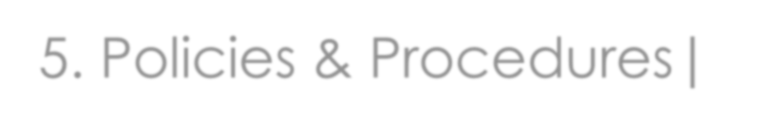 5. Policies & Procedures|